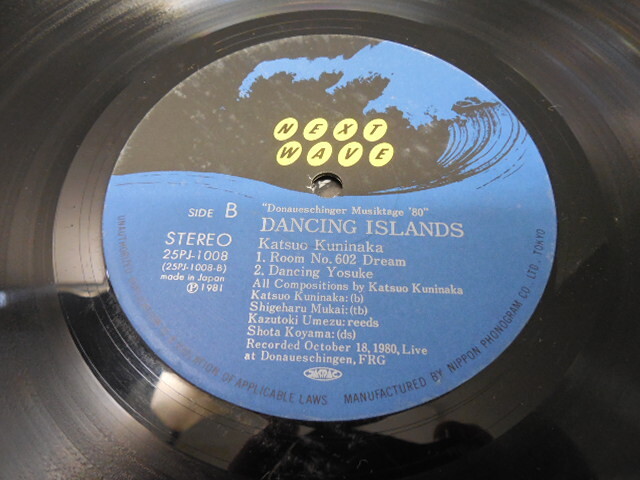 NEXT
WAVE
"Donaueschinger Musiktage '80"
SIDE B
DANCING ISLANDS
STEREO
25PJ-1008
(25PJ-1008-B)
made in Japan
Ⓟ1981
Katsuo Kuninaka
1. Room No. 602 Dream
2. Dancing Yosuke
All Compositions by Katsuo Kuninaka
Katsuo Kuninaka: (b)
Shigeharu Mukai: (tb)
Kazutoki Umezu: reeds
Shota Koyama: (ds)
Recorded October 18, 1980, Live
at Donaueschingen, FRG
JASRAC
OF APPLICABLE LAWS
MANUFACTURED BY NIPPON PHONOGRAM CO., LTD., TOKYO